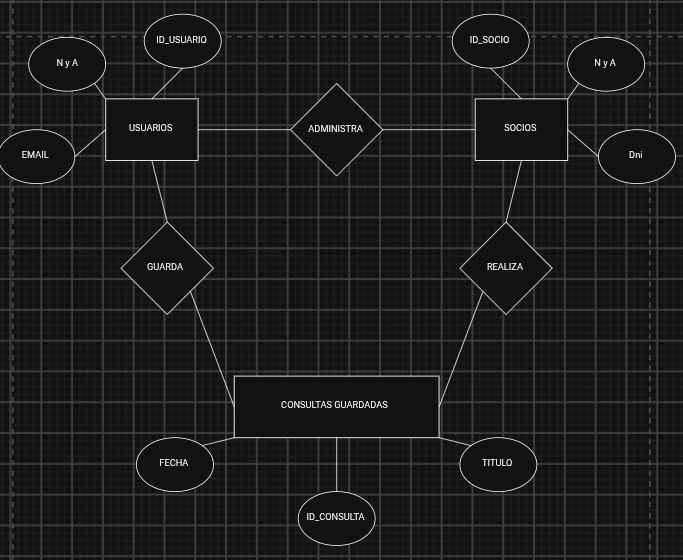 ID_USUARIO
ID_SOCIO
N y A
N y A
USUARIOS
ADMINISTRA
SOCIOS
EMAIL
Dni
GUARDA
REALIZA
CONSULTAS GUARDADAS
FECHA
TITULO
ID_CONSULTA